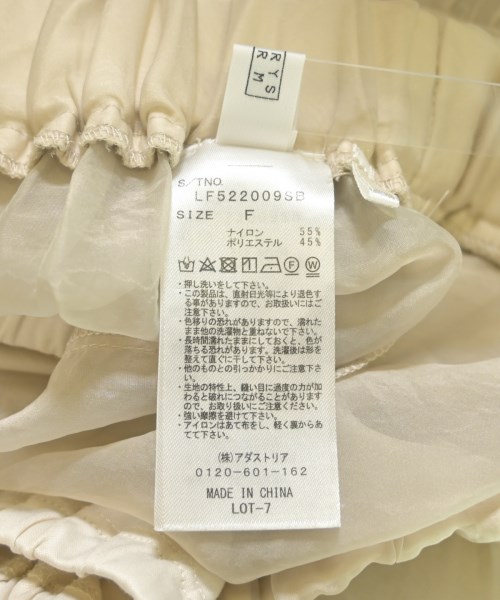 R Y S
R M
S/TNO.
LF522009SB
SIZE F
ナイロン 55%
ポリエステル 45%
・押し洗いをして下さい。
・この製品は、直射日光等により退色す
る事がありますので、お取扱いにはご
注意下さい。
・色移りの恐れがありますので、濡れた
まま他の洗濯物と重ねないで下さい。
・長時間濡れたままにしておくと、色が
落ちる恐れあり。洗濯後は形を
整えて直ぐに干して下さい。
・他のものとの引っかかりにご注意下さ
い。
・生地の特性上、縫い目に過度の力が加
わると破れにつながることがあります
ので、お取り扱いにご注意ください。
・強い摩擦を避けて下さい。
・アイロンはあて布をし、軽く裏からあ
てて下さい。
(株)アダストリア
0120-601-162
MADE IN CHINA
LOT-7